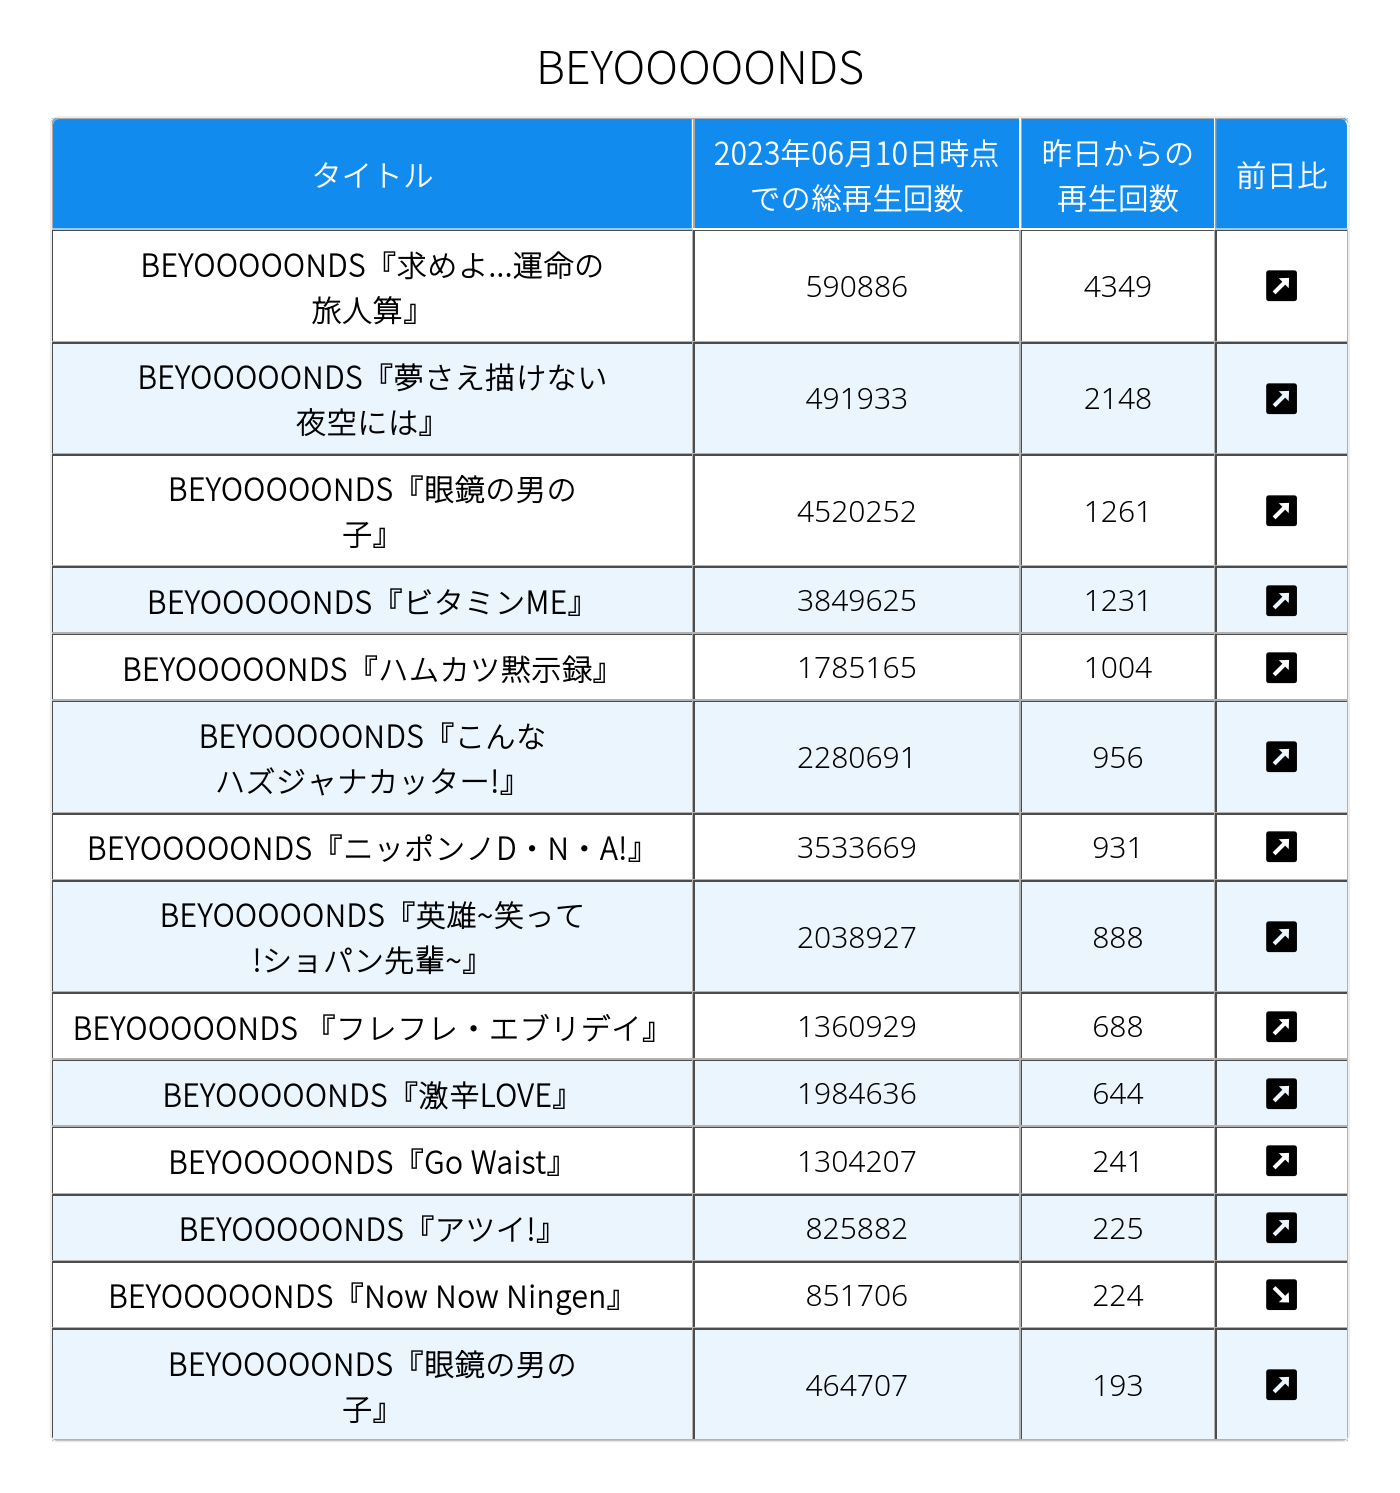 BEYOOOOONDS
タイトル
2023年06月10日時点
での総再生回数
昨日からの
再生回数
前日比
BEYOOOOONDS『求めよ...運命の
旅人算』
590886
4349
BEYOOOOONDS『夢さえ描けない
夜空には』
491933
2148
BEYOOOOONDS『眼鏡の男の
子』
4520252
1261
BEYOOOOONDS『ビタミンME』
3849625
1231
BEYOOOOONDS『ハムカツ黙示録』
1785165
1004
BEYOOOOONDS『こんな
ハズジャナカッター!』
2280691
956
BEYOOOOONDS『ニッポンノD・N・A!』
3533669
931
BEYOOOOONDS『英雄~笑って
!ショパン先輩~』
2038927
888
BEYOOOOONDS 『フレフレ・エブリデイ』
1360929
688
BEYOOOOONDS『激辛LOVE』
1984636
644
BEYOOOOONDS『Go Waist』
1304207
241
BEYOOOOONDS『アツイ!』
825882
225
BEYOOOOONDS『Now Now Ningen』
851706
224
BEYOOOOONDS『眼鏡の男の
子』
464707
193